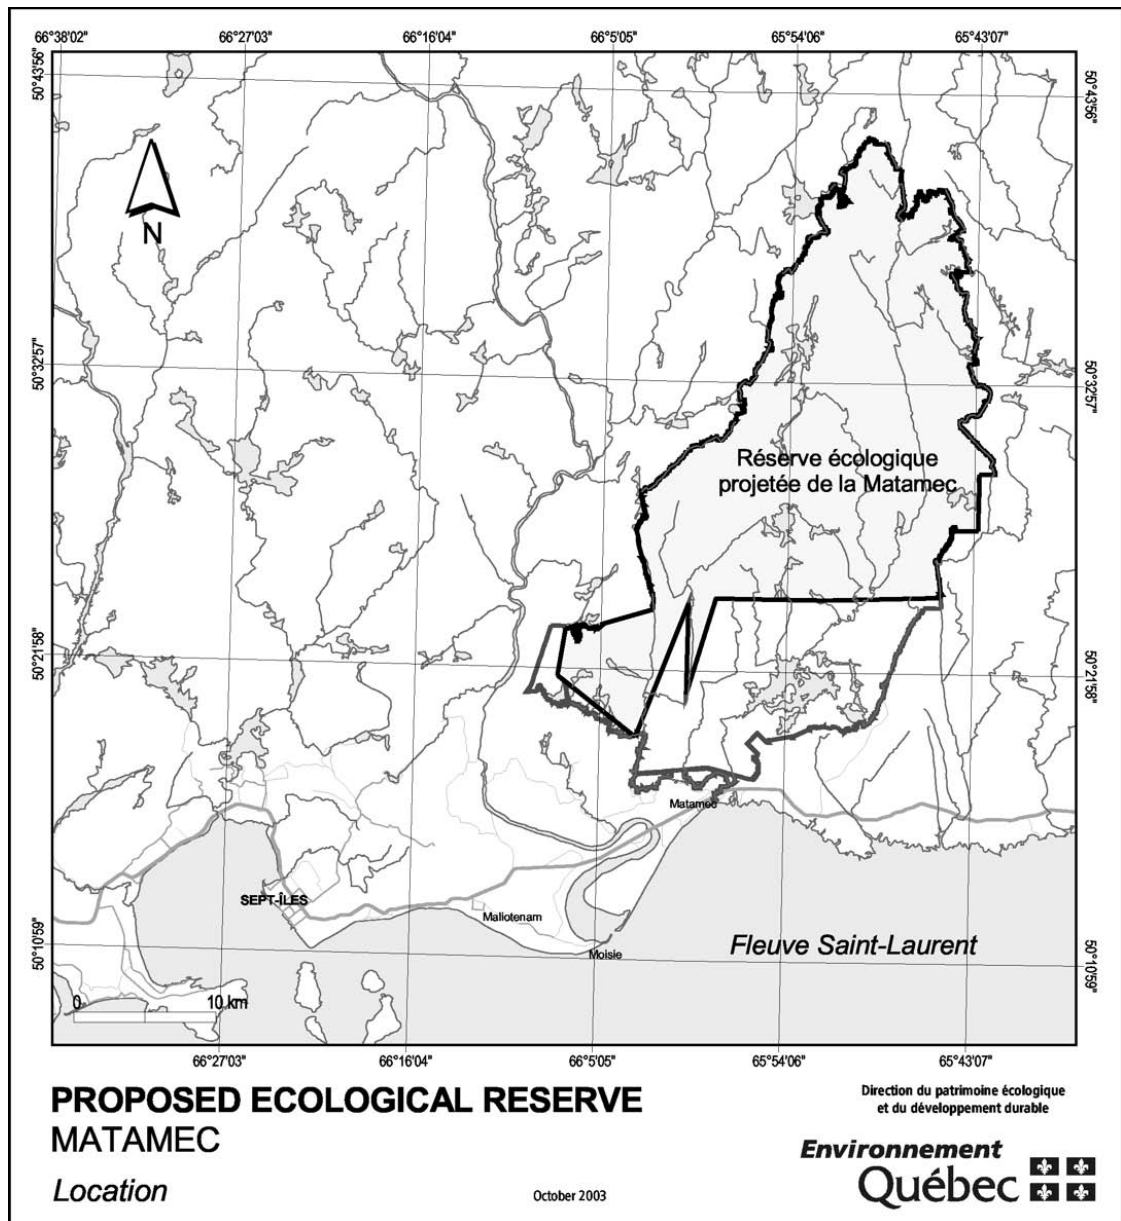 66°38'02" 66°27'03" 66°16'04" 66°5'05" 65°54'06" 65°43'07"
50°43'56" 50°43'56"
N
50°32'57" 50°32'57"
Réserve écologique
projetée de la Matamec
50°21'58" 50°21'58"
Matamec
SEPT-ÎLES
Maliotenam
Moisie
Fleuve Saint-Laurent
50°10'59" 50°10'59"
0 10 km
66°27'03" 66°16'04" 66°5'05" 65°54'06" 65°43'07"
PROPOSED ECOLOGICAL RESERVE
MATAMEC
Location
October 2003
Direction du patrimoine écologique
et du développement durable
Environnement
Québec